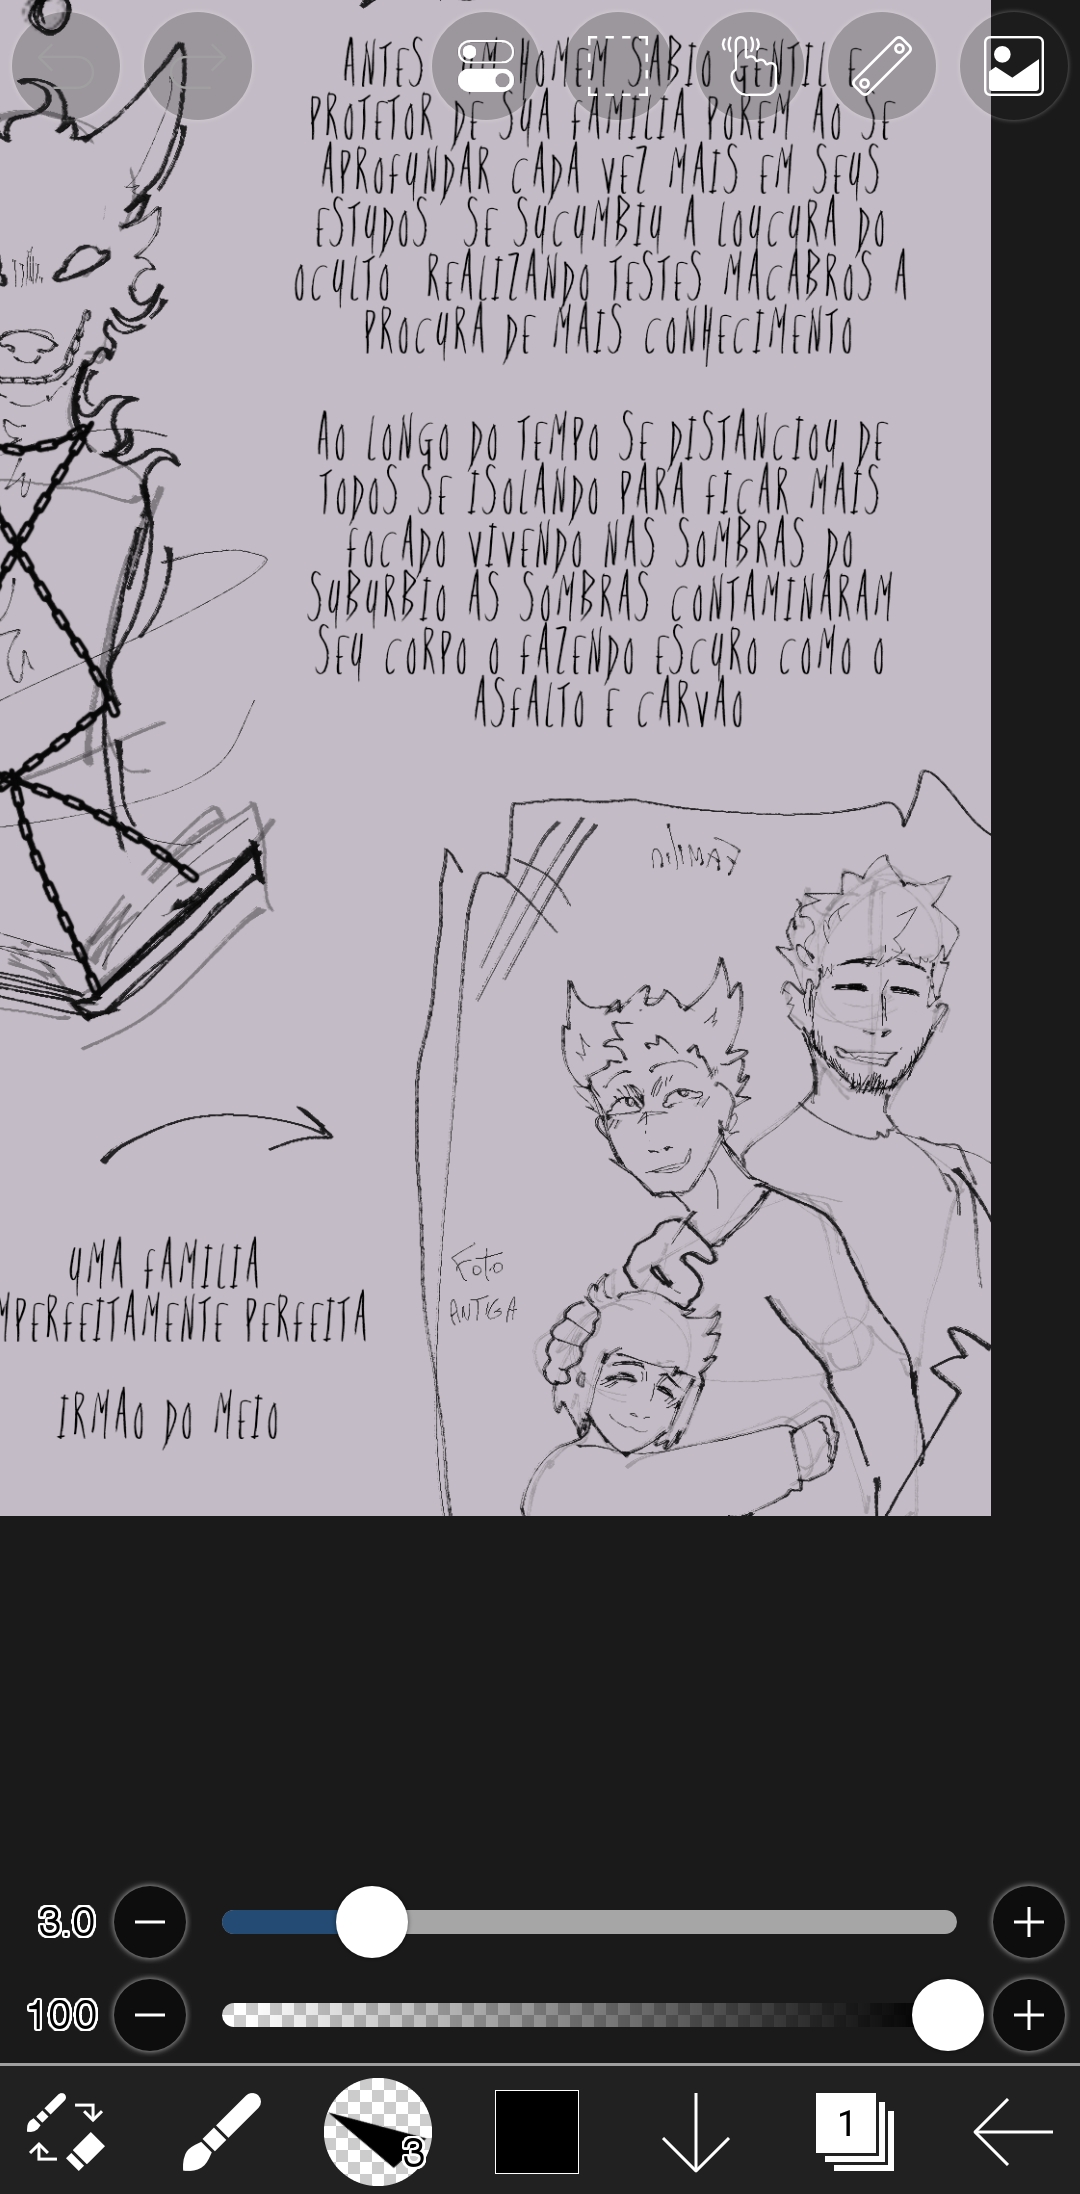 ANTES UM HOMEM SABIO GENTIL E
PROTETOR DE SUA FAMILIA POREM AO SE
APROFUNDAR CADA VEZ MAIS EM SEUS
ESTUDOS SE SUCUMBIU A LOUCURA DO
OCULTO REALIZANDO TESTES MACABROS A
PROCURA DE MAIS CONHECIMENTO
AO LONGO DO TEMPO SE DISTANCIOU DE
TODOS SE ISOLANDO PARA FICAR MAIS
FOCADO VIVENDO NAS SOMBRAS DO
SUBURBIO AS SOMBRAS CONTAMINARAM
SEU CORPO O FAZENDO ESCURO COMO O
ASFALTO E CARVAO
FAMília
Foto
ANTIGA
UMA FAMILIA
MPERFEITAMENTE PERFEITA
IRMAO DO MEIO
3.0
100
3
1